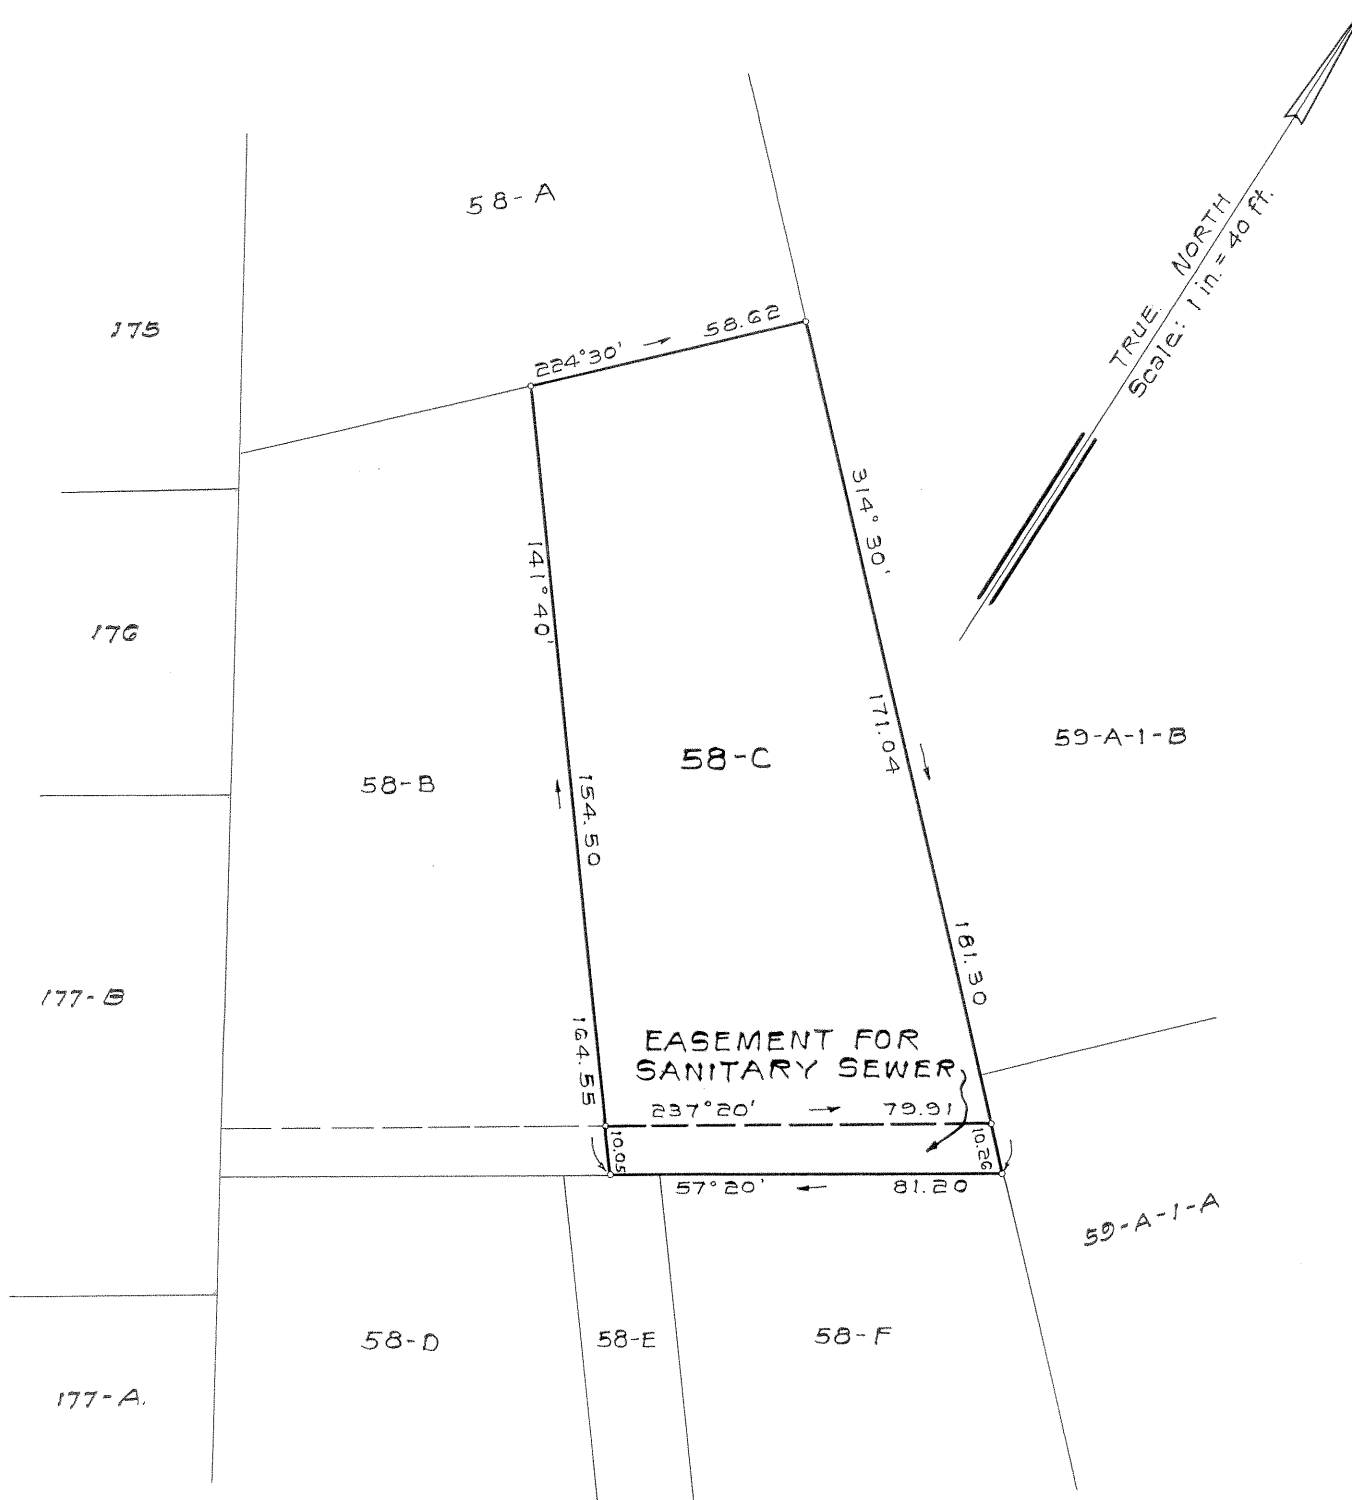 58-A
TRUE NORTH
Scale: 1 in. = 40 ft.
175
58.62
224°30'
314° 30'
141° 40'
176
171.04
59-A-1-B
58-C
58-B
154.50
181.30
177-B
164.55
EASEMENT FOR
SANITARY SEWER
237°20'
79.91
10.05
10.26
57°20'
81.20
59-A-1-A
58-D
58-E
58-F
177-A.